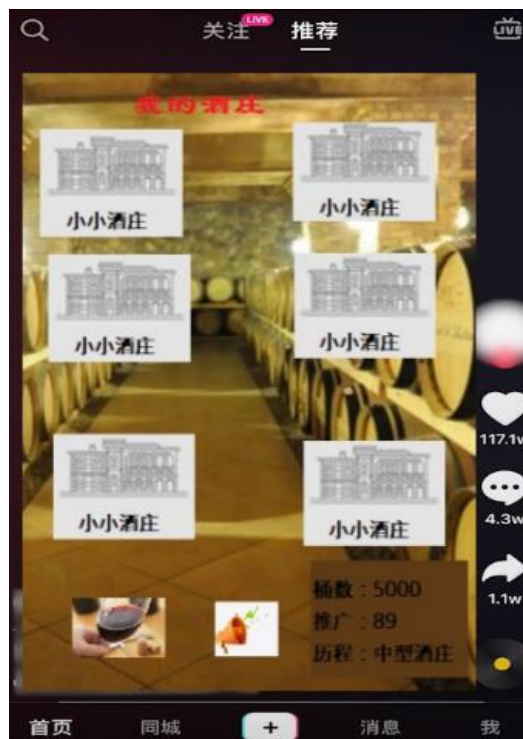 关注 LIVE 推荐 LIVE
我的酒庄
小小酒庄 小小酒庄
小小酒庄 小小酒庄
小小酒庄 小小酒庄
117.1w
4.3w
1.1w
桶数：5000
推广：89
历程：中型酒庄
首页 同城 + 消息 我